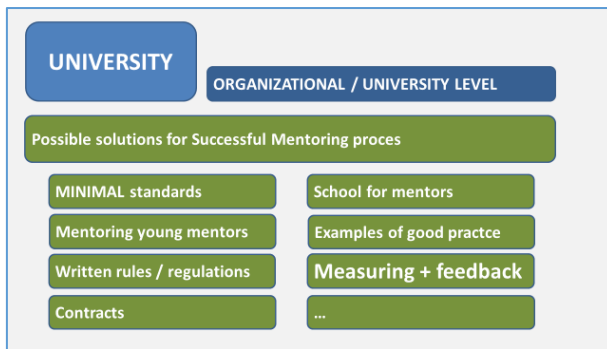 UNIVERSITY
ORGANIZATIONAL / UNIVERSITY LEVEL
Possible solutions for Successful Mentoring proces
MINIMAL standards
School for mentors
Mentoring young mentors
Examples of good practce
Written rules / regulations
Measuring + feedback
Contracts
...